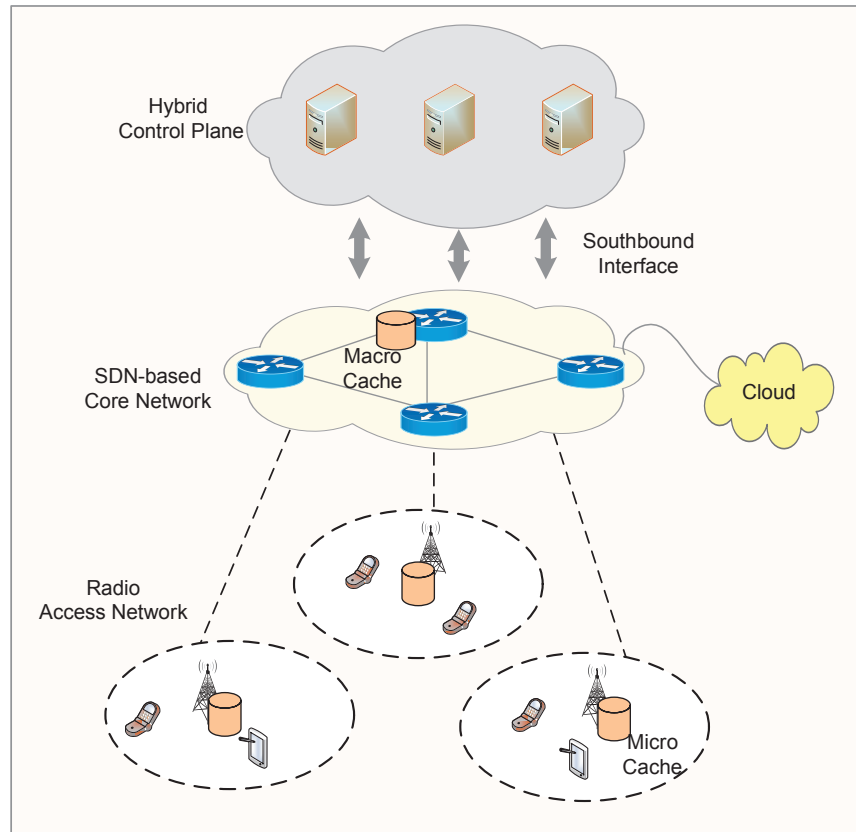 Hybrid
Control Plane
Southbound
Interface
Macro
Cache
SDN-based
Core Network
Cloud
Radio
Access Network
Micro
Cache